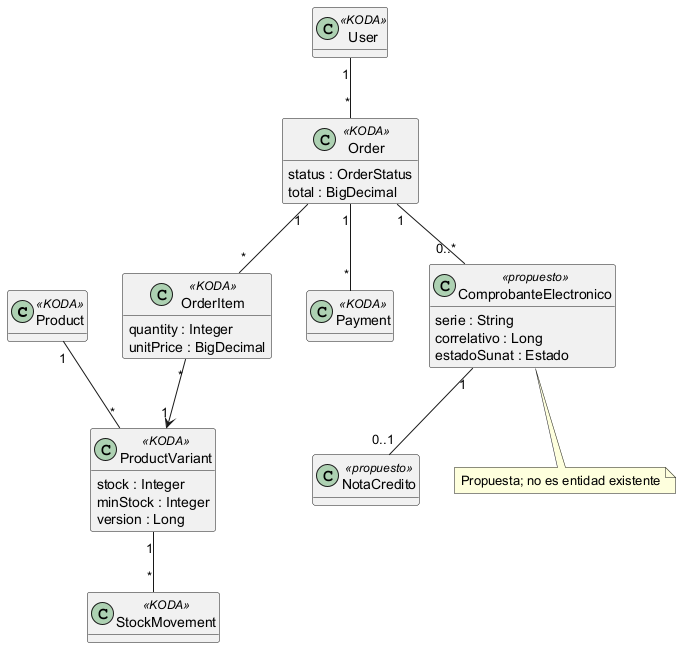 C «KODA»
User
1
*
C «KODA»
Order
status : OrderStatus
total : BigDecimal
1
1
1
*
*
0..*
C «KODA»
Product
C «KODA»
OrderItem
quantity : Integer
unitPrice : BigDecimal
C «KODA»
Payment
C «propuesto»
ComprobanteElectronico
serie : String
correlativo : Long
estadoSunat : Estado
1
*
*
1
1
0..1
C «KODA»
ProductVariant
stock : Integer
minStock : Integer
version : Long
C «propuesto»
NotaCredito
Propuesta; no es entidad existente
1
*
C «KODA»
StockMovement